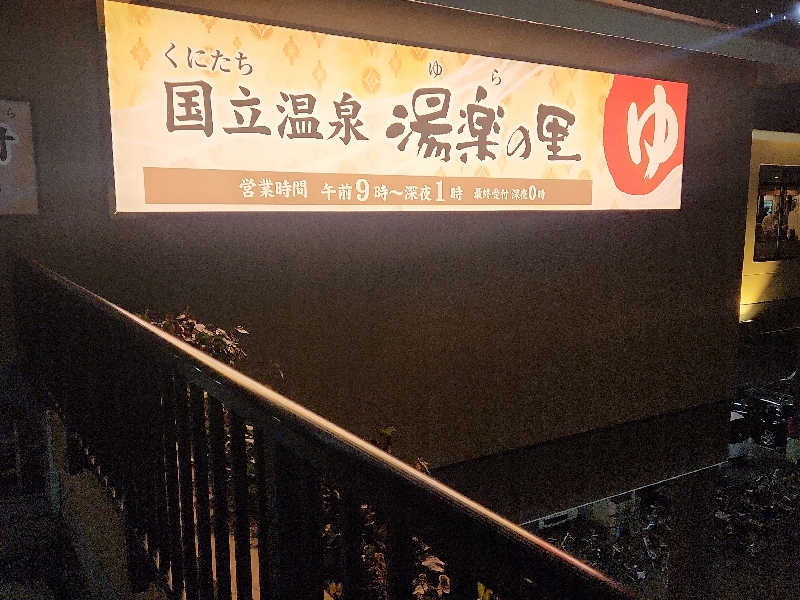 くにたち
ゆら
国立温泉 湯楽の里
ゆ
営業時間 午前9時～深夜1時 最終受付 深夜0時